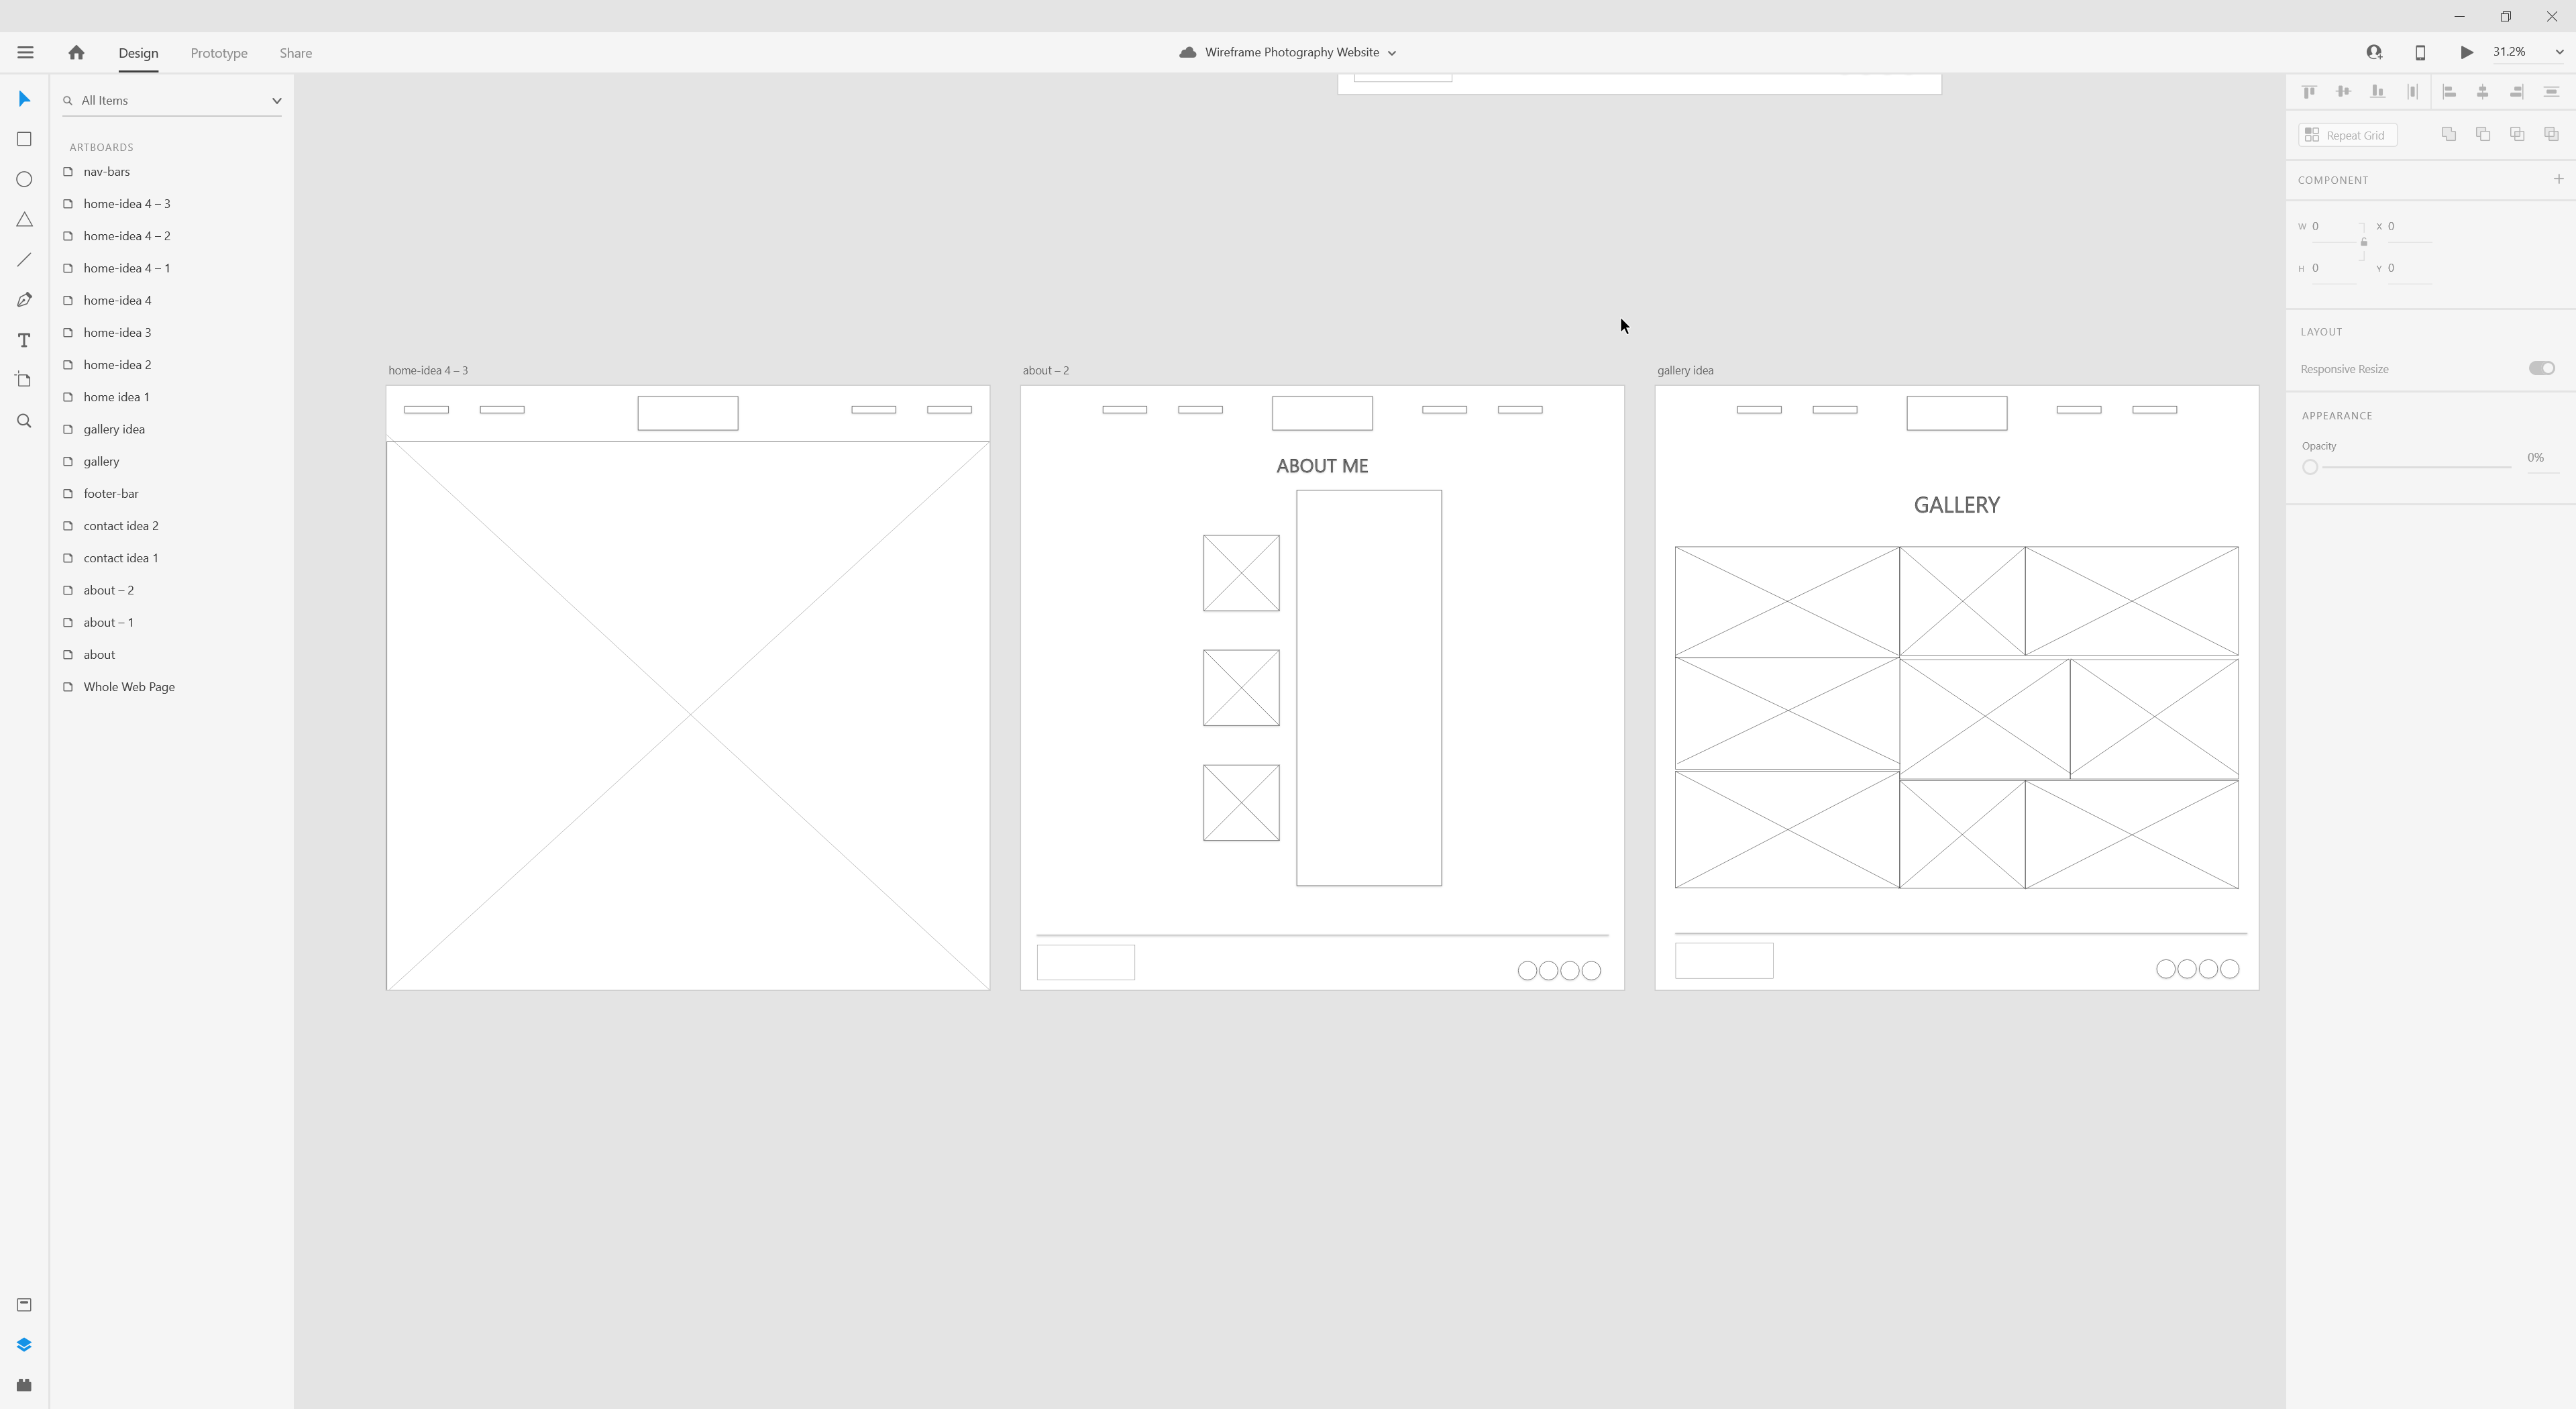 Design
Prototype
Share
Wireframe Photography Website
31.2%
All Items
ARTBOARDS
nav-bars
home-idea 4 – 3
home-idea 4 – 2
home-idea 4 – 1
home-idea 4
home-idea 3
home-idea 2
home idea 1
gallery idea
gallery
footer-bar
contact idea 2
contact idea 1
about – 2
about – 1
about
Whole Web Page
home-idea 4 – 3
about – 2
ABOUT ME
gallery idea
GALLERY
Repeat Grid
COMPONENT
W 0
X 0
H 0
Y 0
LAYOUT
Responsive Resize
APPEARANCE
Opacity
0%